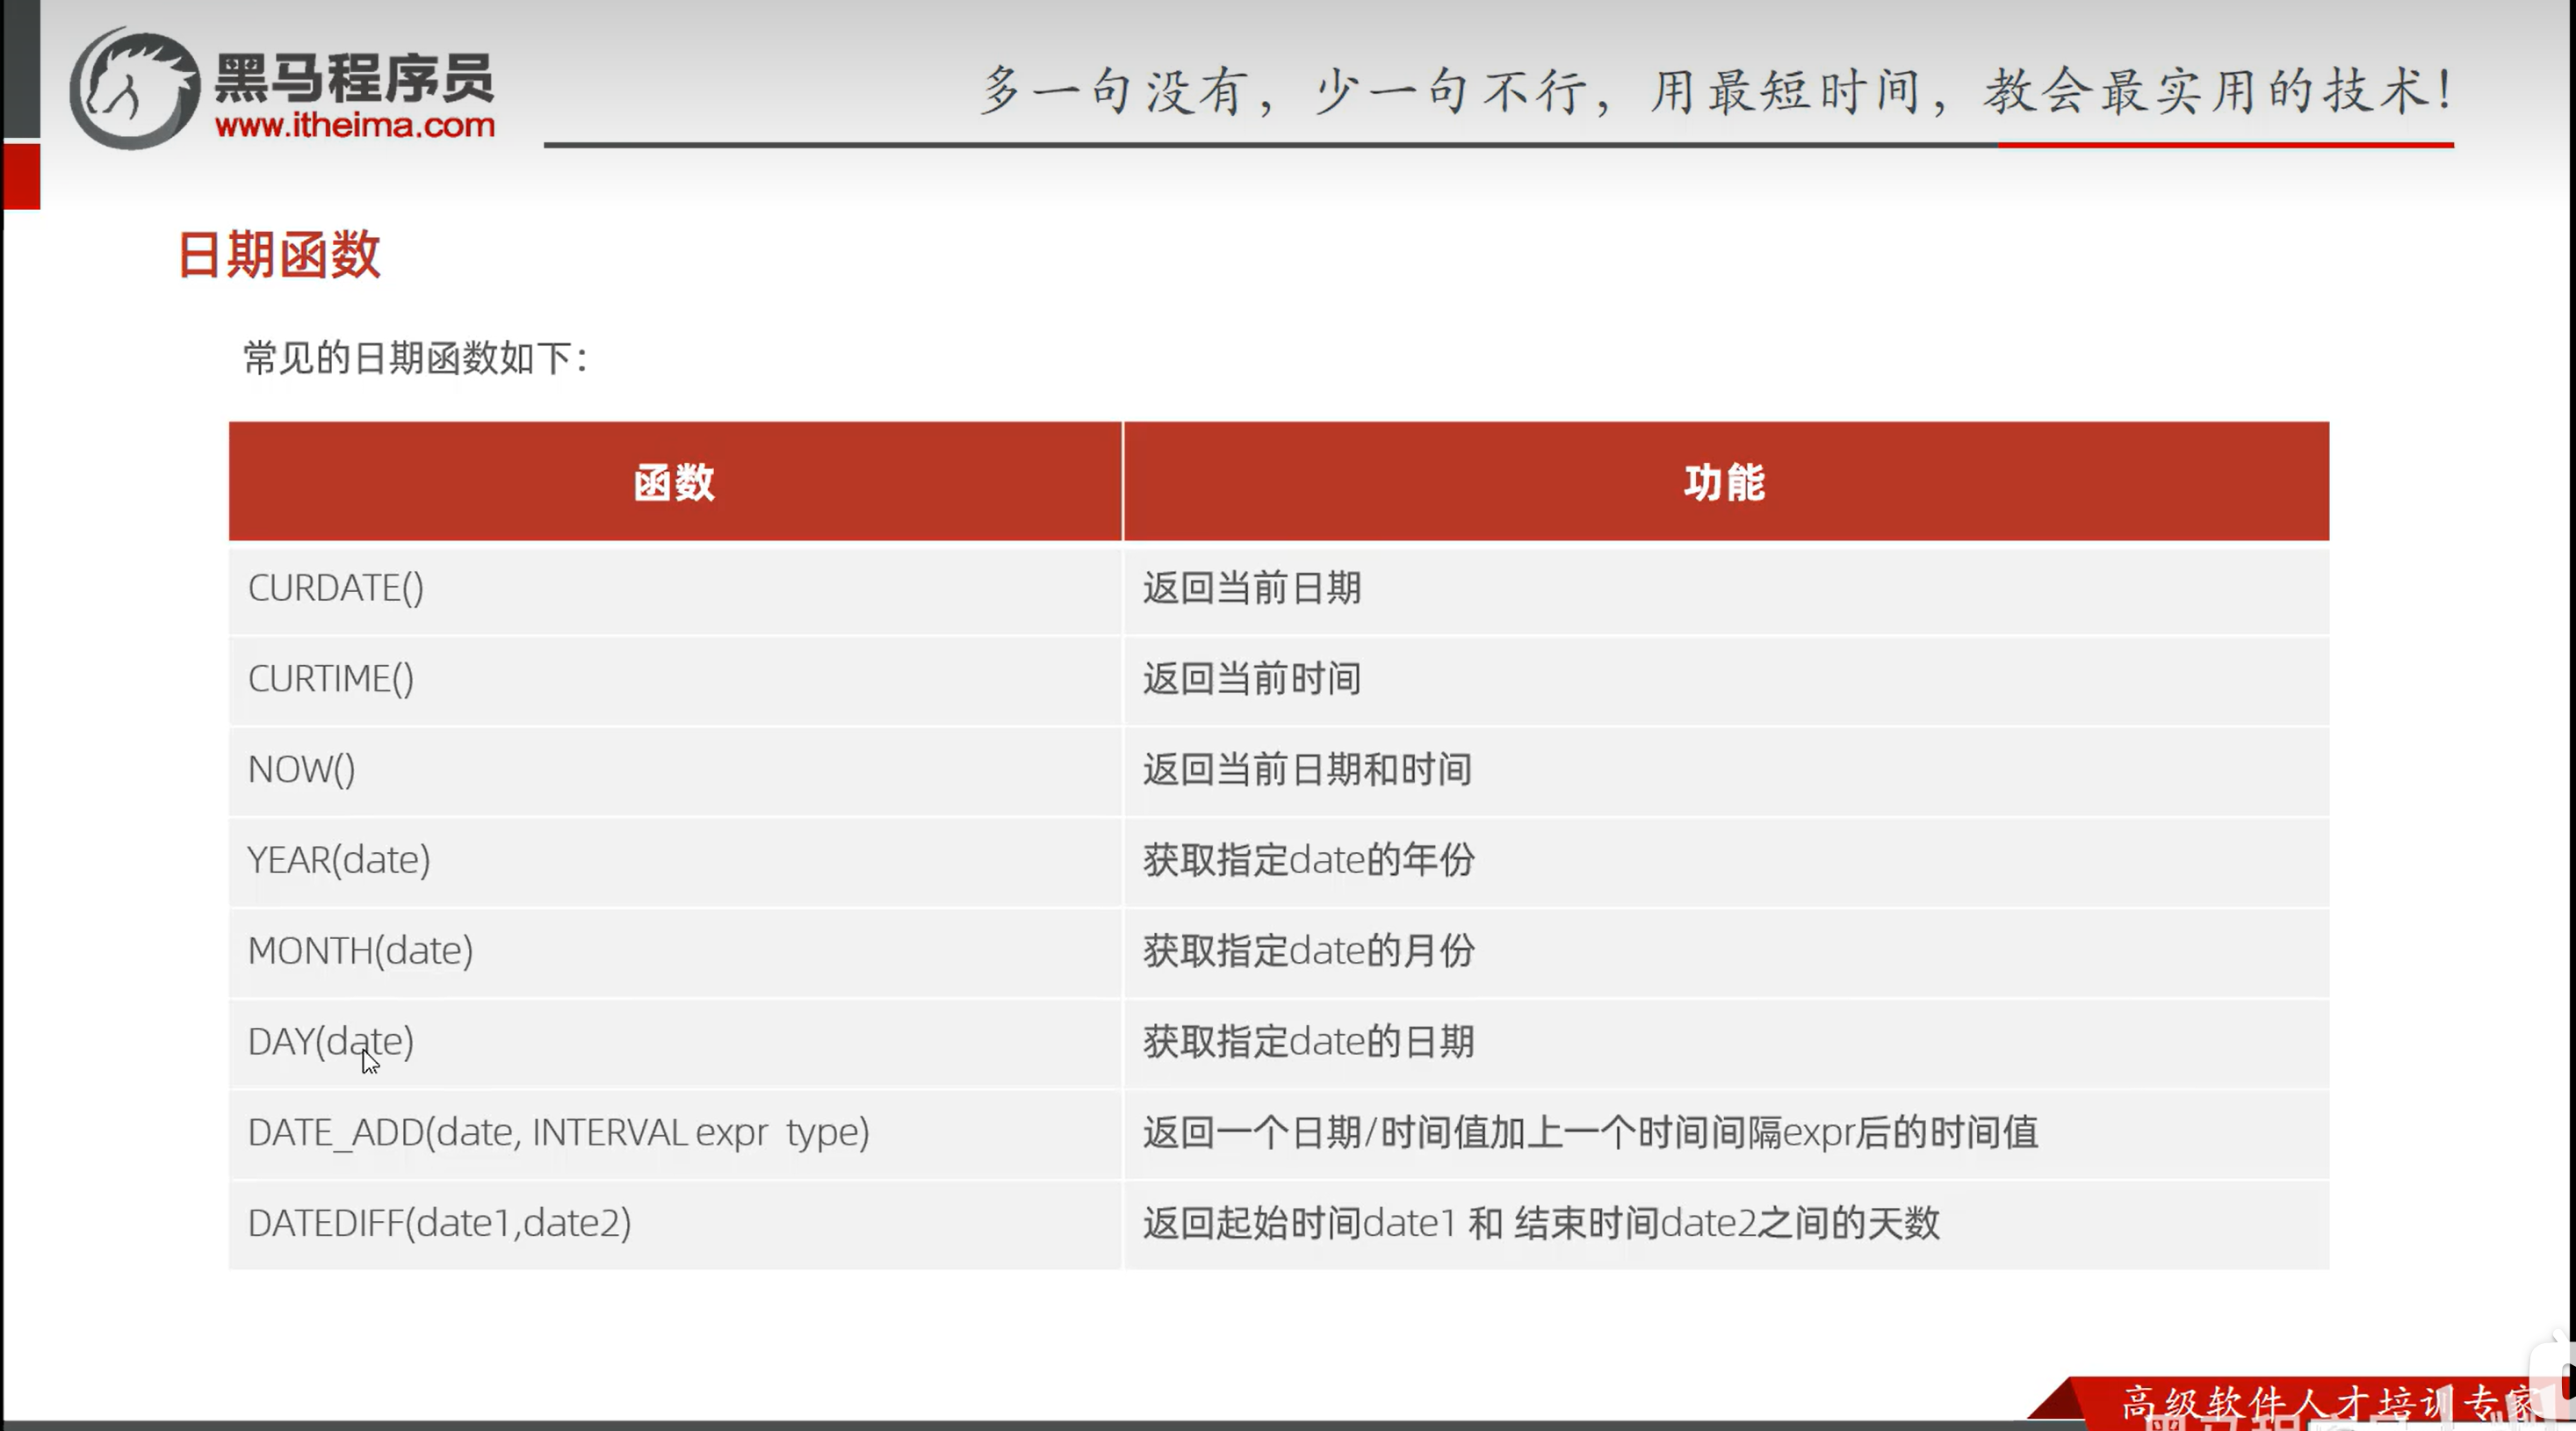 黑马程序员
www.itheima.com
多一句没有，少一句不行，用最短时间，教会最实用的技术！
日期函数
常见的日期函数如下：
函数 功能
CURDATE() 返回当前日期
CURTIME() 返回当前时间
NOW() 返回当前日期和时间
YEAR(date) 获取指定date的年份
MONTH(date) 获取指定date的月份
DAY(date) 获取指定date的日期
DATE_ADD(date, INTERVAL expr type) 返回一个日期/时间值加上一个时间间隔expr后的时间值
DATEDIFF(date1,date2) 返回起始时间date1 和 结束时间date2之间的天数
高级软件人才培训专家